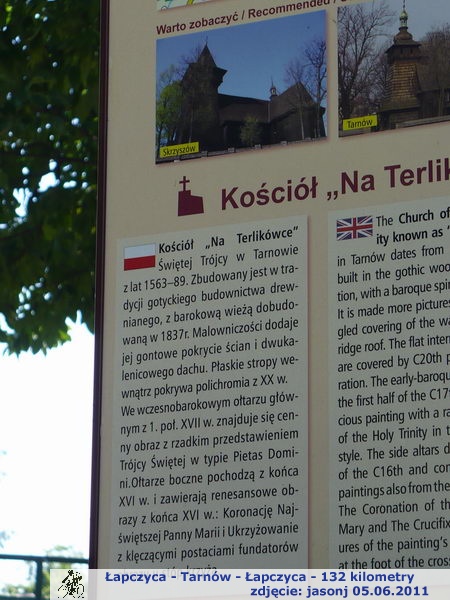 Warto zobaczyć / Recommended /
Skrzyszów
Tarnów
Kościół „Na Terlik
Kościół „Na Terlikówce”
Świętej Trójcy w Tarnowie
z lat 1563–89. Zbudowany jest w tra-
dycji gotyckiego budownictwa drew-
nianego, z barokową wieżą dobudo-
waną w 1837r. Malowniczości dodaje
jej gontowe pokrycie ścian i dwuka-
lenicowego dachu. Płaskie stropy we-
wnątrz pokrywa polichromia z XX w.
We wczesnobarokowym ołtarzu głów-
nym z 1. poł. XVII w. znajduje się cen-
ny obraz z rzadkim przedstawieniem
Trójcy Świętej w typie Pietas Domi-
ni.Ołtarze boczne pochodzą z końca
XVI w. i zawierają renesansowe ob-
razy z końca XVI w.: Koronację Naj-
świętszej Panny Marii i Ukrzyżowanie
z klęczącymi postaciami fundatorów
The Church of
ity known as “
in Tarnów dates from
built in the gothic woo
tion, with a baroque spir
It is made more pictures
gled covering of the wa
ridge roof. The flat inter
are covered by C20th p
ration. The early-baroqu
the first half of the C17
cious painting with a ra
of the Holy Trinity in t
style. The side altars d
of the C16th and con
paintings also from the
The Coronation of th
Mary and The Crucifix
ures of the painting's
at the foot of the cross
Łapczyca - Tarnów - Łapczyca - 132 kilometry
zdjęcie: jasonj 05.06.2011